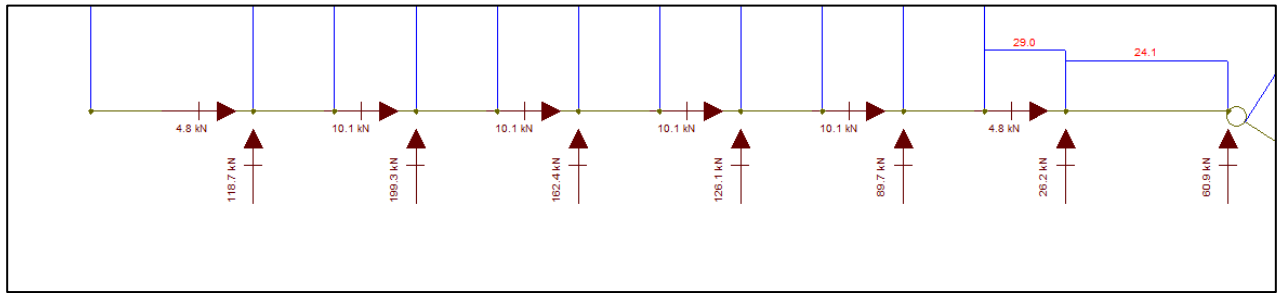 29.0
24.1
4.8 kN
10.1 kN
10.1 kN
10.1 kN
10.1 kN
4.8 kN
118.7 kN
199.3 kN
162.4 kN
126.1 kN
89.7 kN
26.2 kN
60.9 kN